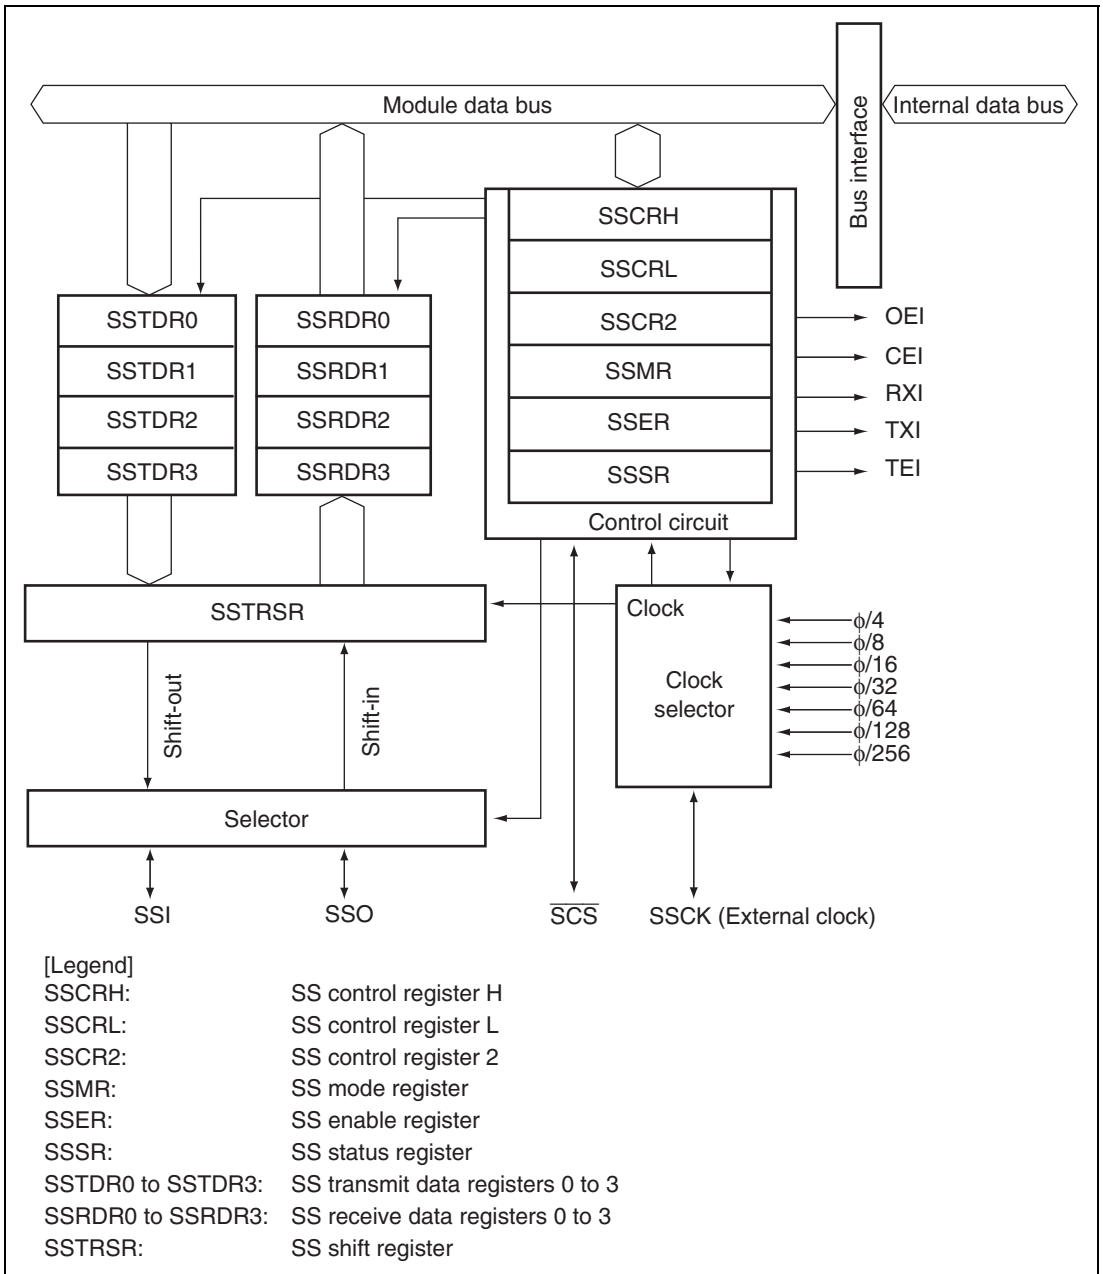 Module data bus
Bus interface
Internal data bus
SSCRH
SSCRL
SSCR2
SSMR
SSER
SSSR
Control circuit
SSTDR0
SSTDR1
SSTDR2
SSTDR3
SSRDR0
SSRDR1
SSRDR2
SSRDR3
OEI
CEI
RXI
TXI
TEI
SSTRSR
Clock
Clock
selector
ϕ/4
ϕ/8
ϕ/16
ϕ/32
ϕ/64
ϕ/128
ϕ/256
Shift-out
Shift-in
Selector
SSI
SSO
S̅C̅S̅
SSCK (External clock)
[Legend]
SSCRH: SS control register H
SSCRL: SS control register L
SSCR2: SS control register 2
SSMR: SS mode register
SSER: SS enable register
SSSR: SS status register
SSTDR0 to SSTDR3: SS transmit data registers 0 to 3
SSRDR0 to SSRDR3: SS receive data registers 0 to 3
SSTRSR: SS shift register